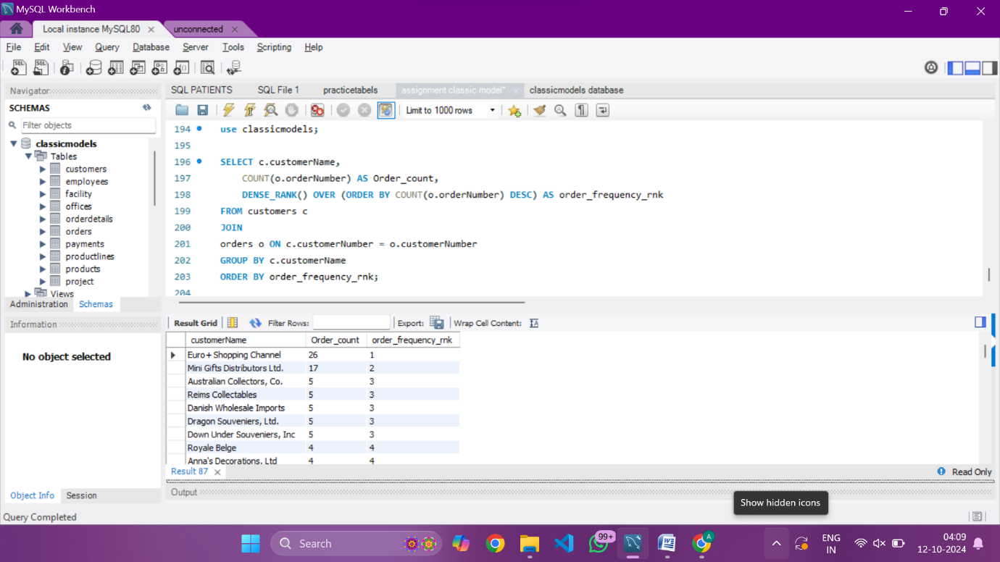 MySQL Workbench
Local instance MySQL80
unconnected
File Edit View Query Database Server Tools Scripting Help
Navigator
SQL PATIENTS SQL File 1 practicetabels assignment classic model* classicmodels database
SCHEMAS
Limit to 1000 rows
Filter objects
classicmodels
Tables
customers
employees
facility
offices
orderdetails
orders
payments
productlines
products
project
Views
Administration Schemas
194 use classicmodels;
195
196 SELECT c.customerName,
197 COUNT(o.orderNumber) AS Order_count,
198 DENSE_RANK() OVER (ORDER BY COUNT(o.orderNumber) DESC) AS order_frequency_rnk
199 FROM customers c
200 JOIN
201 orders o ON c.customerNumber = o.customerNumber
202 GROUP BY c.customerName
203 ORDER BY order_frequency_rnk;
204
Information
No object selected
Result Grid Filter Rows: Export: Wrap Cell Content:
customerName Order_count order_frequency_rnk
Euro+ Shopping Channel 26 1
Mini Gifts Distributors Ltd. 17 2
Australian Collectors, Co. 5 3
Reims Collectables 5 3
Danish Wholesale Imports 5 3
Dragon Souveniers, Ltd. 5 3
Down Under Souveniers, Inc 5 3
Royale Belge 4 4
Anna's Decorations, Ltd 4 4
Result 87
Read Only
Output
Object Info Session
Show hidden icons
Query Completed
Search
99+
A
ENG
IN
04:09
12-10-2024